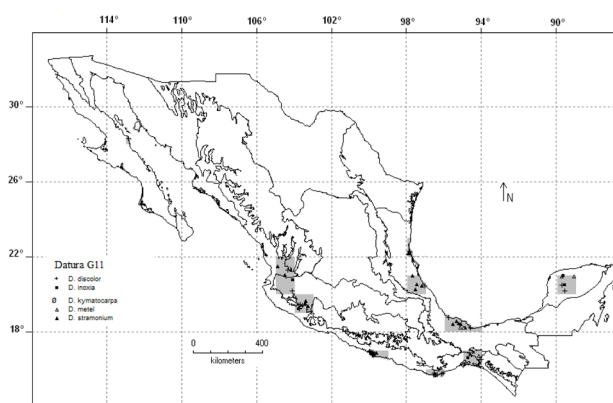 114° 110° 106° 98° 94° 90°
30°
26°
N
22°
Datura G11
D. discolor
D. inoxia
D. kymatocarpa
D. metel
D. stramonium
18°
0 400
kilometers